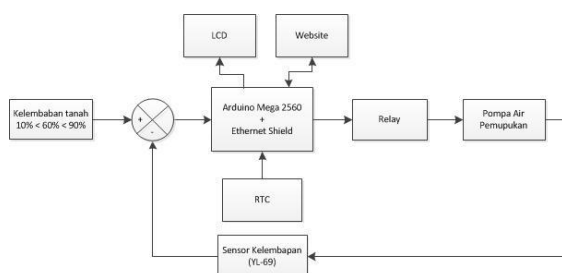 LCD
Website
Kelembaban tanah
10% < 60% < 90%
+
-
Arduino Mega 2560
+
Ethernet Shield
Relay
Pompa Air
Pemupukan
RTC
Sensor Kelembapan
(YL-69)